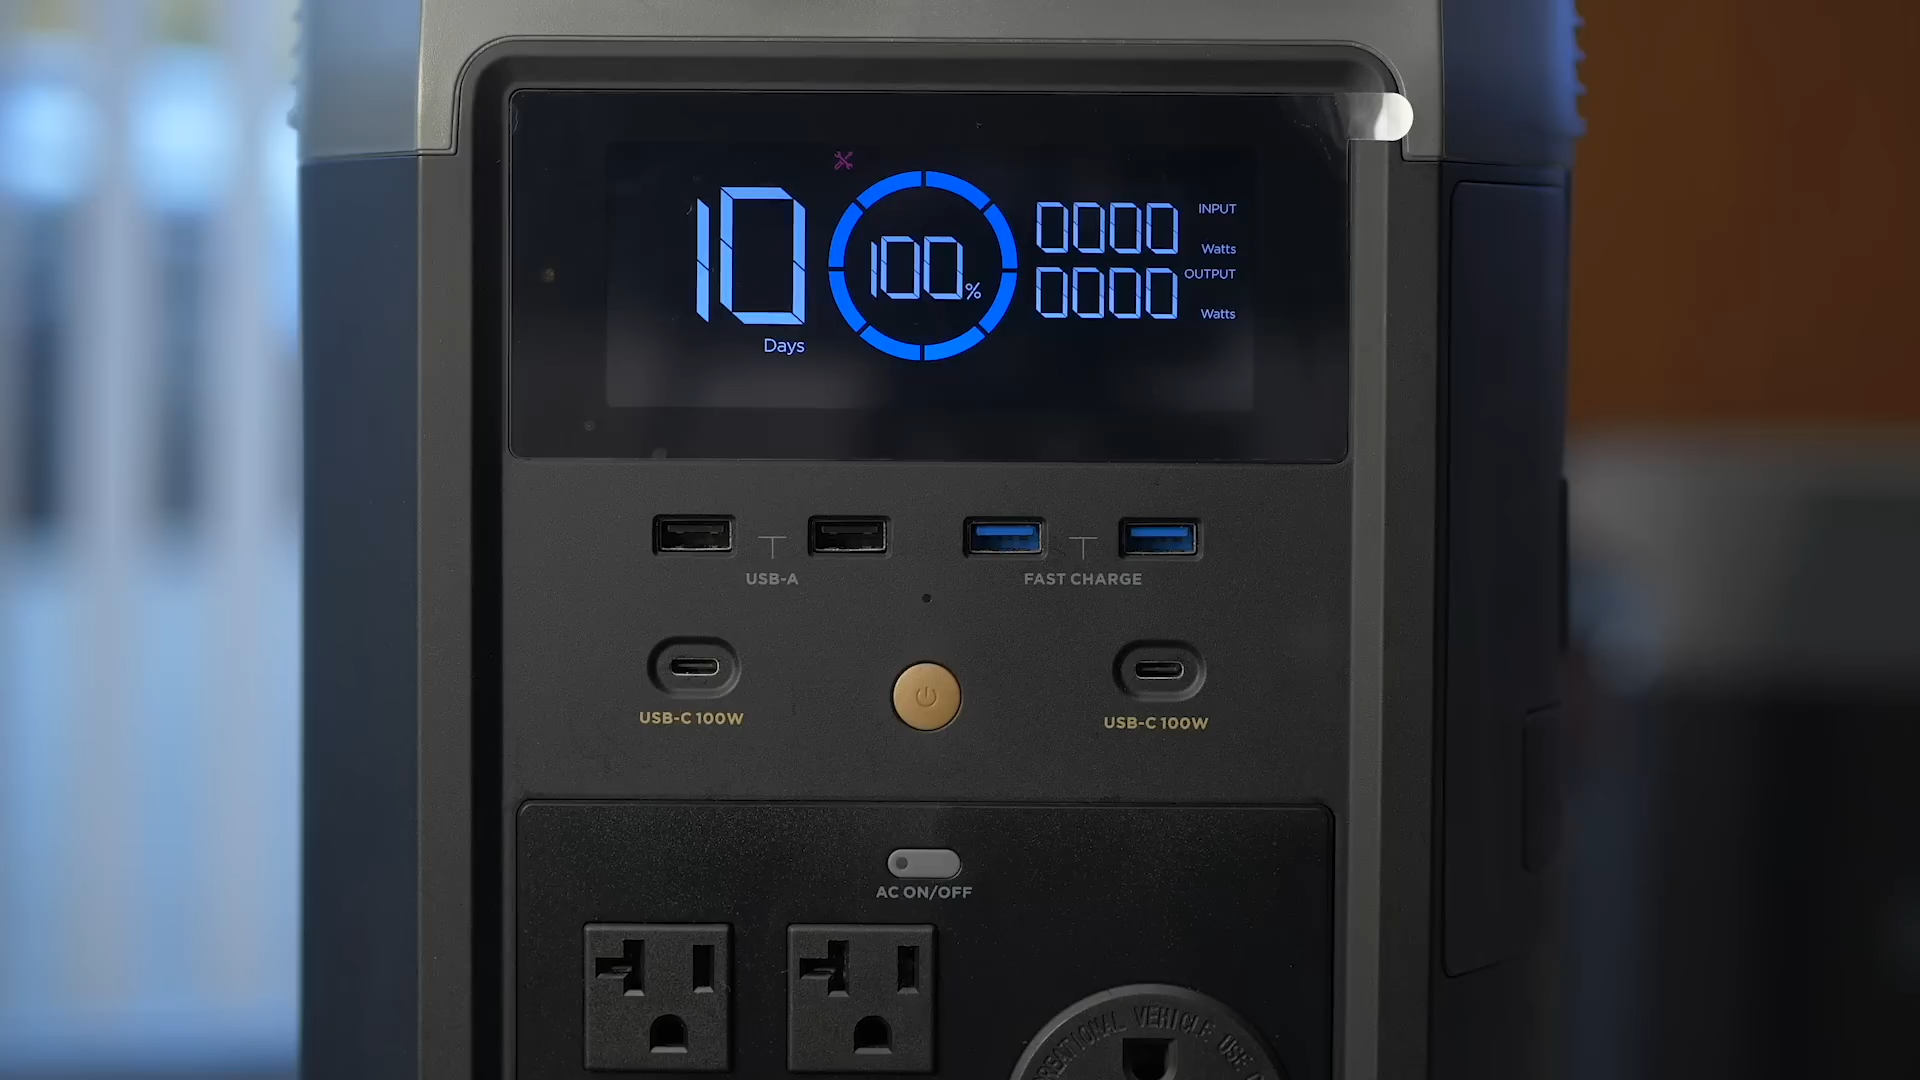 10
Days
100%
0000
INPUT
Watts
0000
OUTPUT
Watts
USB-A
FAST CHARGE
USB-C 100W
USB-C 100W
AC ON/OFF
VEHICLE USE